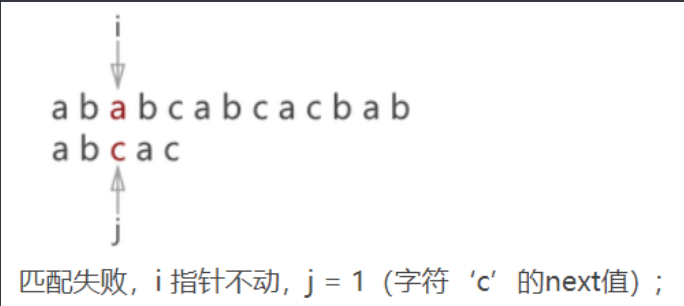 i
a b a b c a b c a c b a b
a b c a c
j
匹配失败，i 指针不动，j = 1（字符‘c’的next值）;